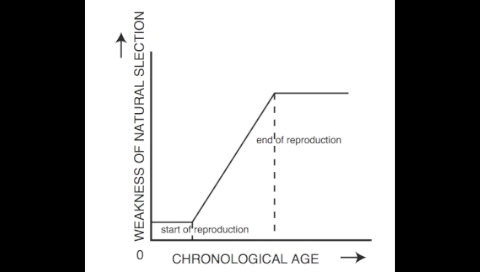 WEAKNESS OF NATURAL SLECTION
end of reproduction
start of reproduction
0
CHRONOLOGICAL AGE